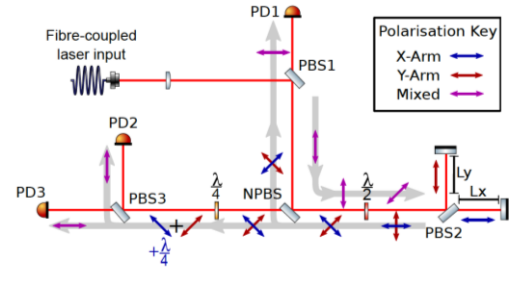 PD1
Fibre-coupled
laser input
PBS1
Polarisation Key
X-Arm
Y-Arm
Mixed
PD2
PD3
PBS3
λ
4
NPBS
λ
2
Ly
Lx
PBS2
+
+λ
4